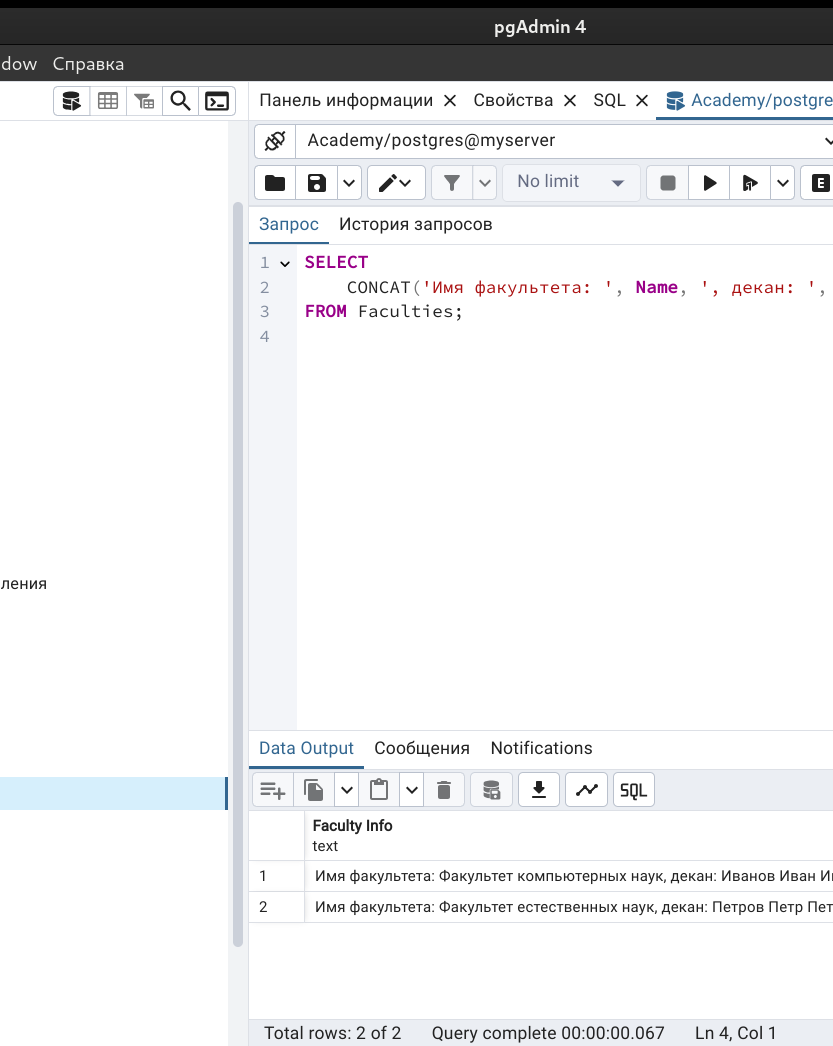 pgAdmin 4
dow Справка
Панель информации Свойства SQL Academy/postgre
Academy/postgres@myserver
No limit
E
Запрос История запросов
1 SELECT
2 CONCAT('Имя факультета: ', Name, ', декан: ',
3 FROM Faculties;
4
ления
Data Output Сообщения Notifications
SQL
Faculty Info
text
1 Имя факультета: Факультет компьютерных наук, декан: Иванов Иван И
2 Имя факультета: Факультет естественных наук, декан: Петров Петр Пет
Total rows: 2 of 2 Query complete 00:00:00.067 Ln 4, Col 1